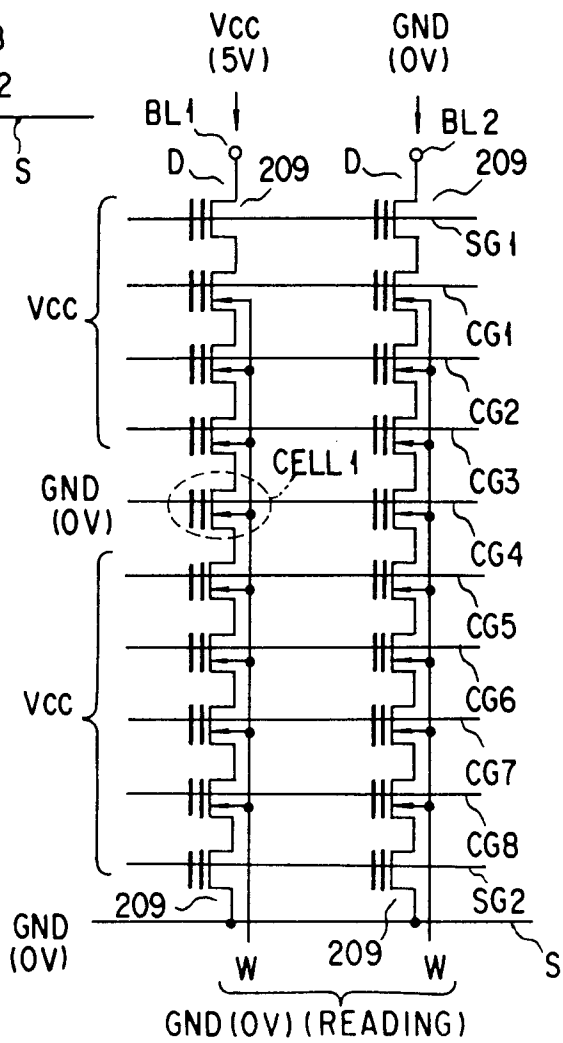 3
2
S
VCC (5V)
GND (0V)
BL1
BL2
D
209
D
209
SG1
CG1
VCC
CG2
CG3
CELL1
GND (0V)
CG4
CG5
CG6
VCC
CG7
CG8
SG2
209
209
GND (0V)
S
W
W
GND(0V)(READING)